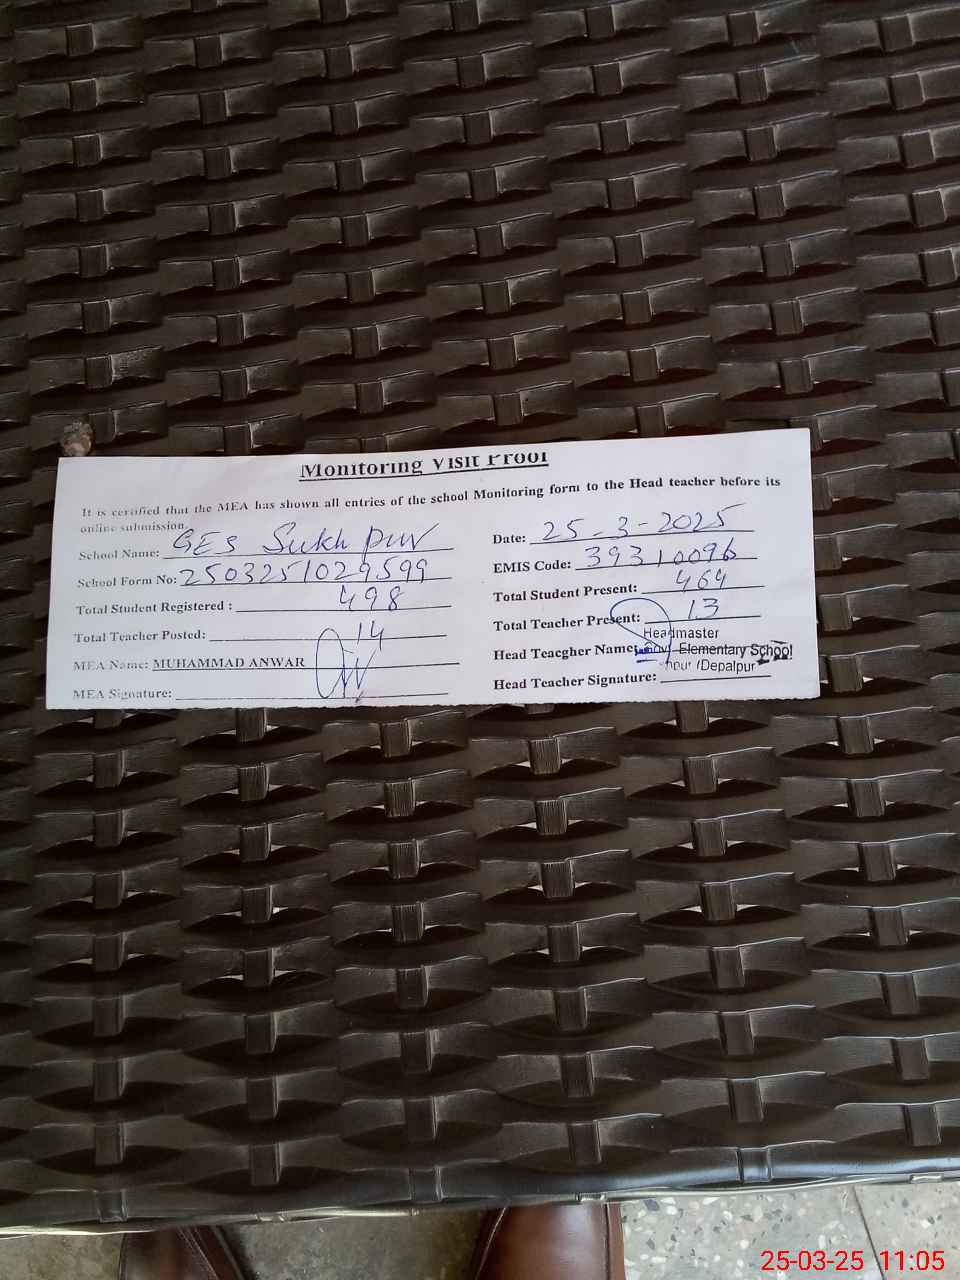 Monitoring Visit Proof
It is certified that the MEA has shown all entries of the school Monitoring form to the Head teacher before its
online submission.
School Name: GES Sukh pur
Date: 25-3-2025
School Form No: 2503251029599
EMIS Code: 39310096
Total Student Registered : 498
Total Student Present: 464
Total Teacher Posted: 14
Total Teacher Present: 13
MEA Name: MUHAMMAD ANWAR
Head Teacgher Name:
Headmaster
Govt Elementary School
hpur (Depalpur
MEA Signature:
Head Teacher Signature:
25-03-25 11:05